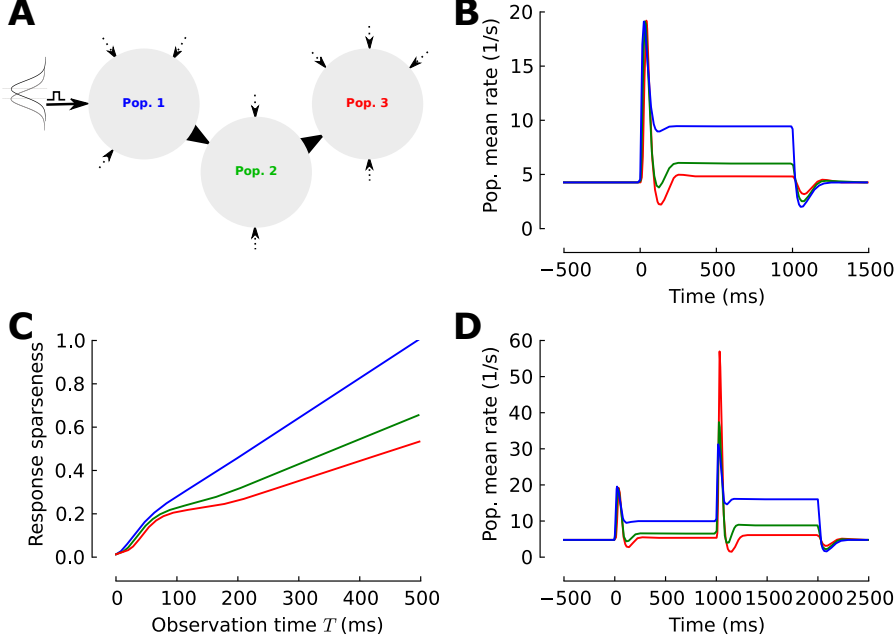 A
Pop. 1
Pop. 2
Pop. 3
B
Pop. mean rate (1/s)
20
15
10
5
0
−500 0 500 1000 1500
Time (ms)
C
Response sparseness
1.0
0.8
0.6
0.4
0.2
0.0
0 100 200 300 400 500
Observation time T (ms)
D
Pop. mean rate (1/s)
60
50
40
30
20
10
0
−500 0 500 1000 1500 2000 2500
Time (ms)